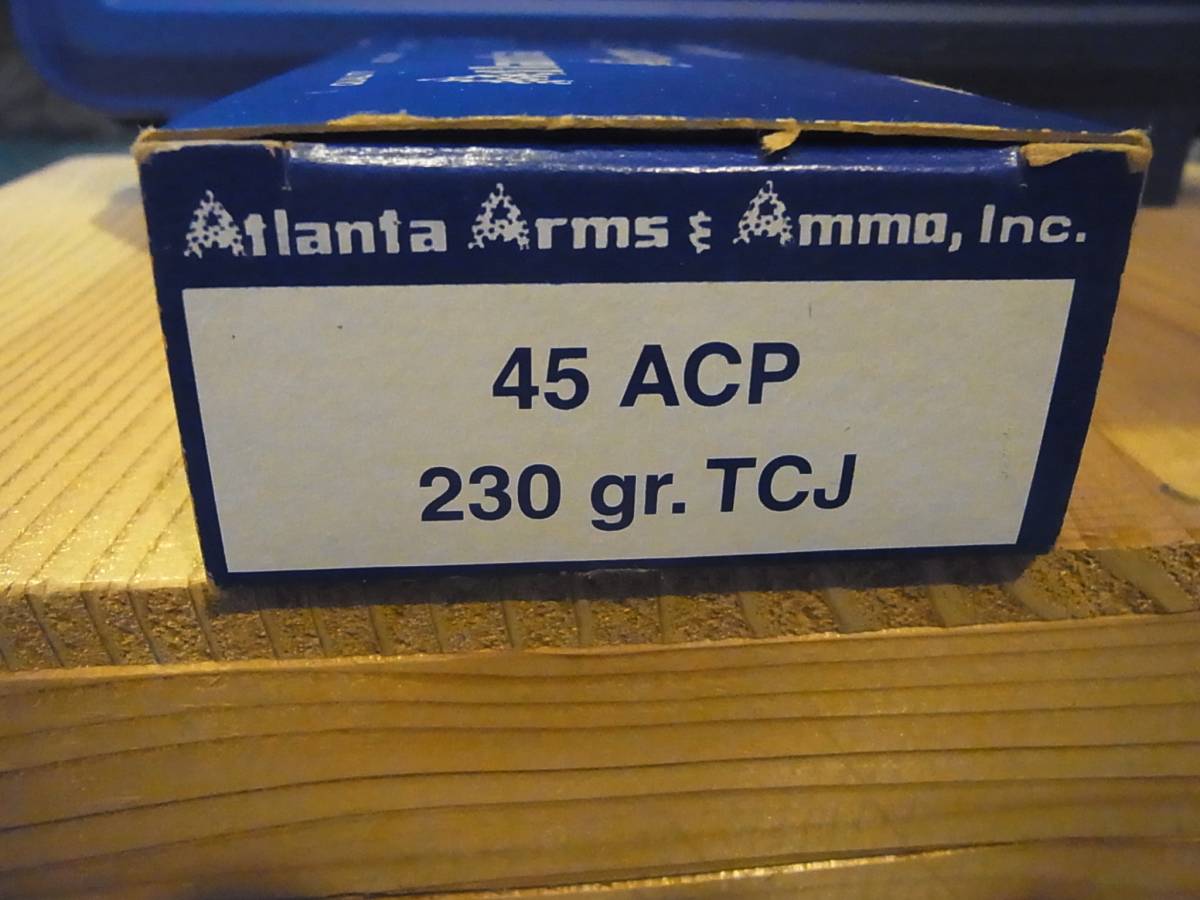 Atlanta Arms & Ammo, Inc.
45 ACP
230 gr. TCJ